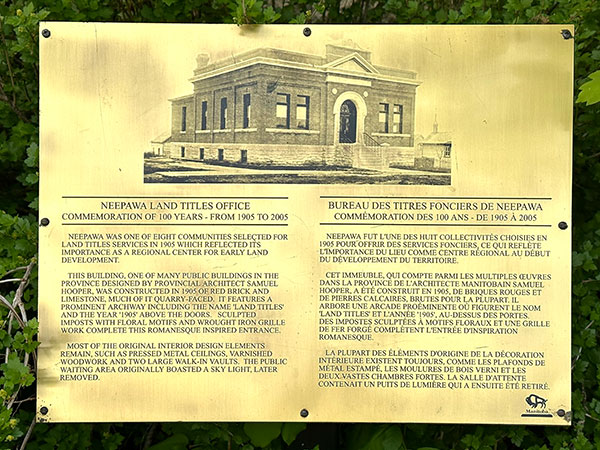 NEEPAWA LAND TITLES OFFICE
COMMEMORATION OF 100 YEARS - FROM 1905 TO 2005
NEEPAWA WAS ONE OF EIGHT COMMUNITIES SELECTED FOR
LAND TITLES SERVICES IN 1905 WHICH REFLECTED ITS
IMPORTANCE AS A REGIONAL CENTER FOR EARLY LAND
DEVELOPMENT.
THIS BUILDING, ONE OF MANY PUBLIC BUILDINGS IN THE
PROVINCE DESIGNED BY PROVINCIAL ARCHITECT SAMUEL
HOOPER, WAS CONSTRUCTED IN 1905 OF RED BRICK AND
LIMESTONE, MUCH OF IT QUARRY-FACED. IT FEATURES A
PROMINENT ARCHWAY INCLUDING THE NAME 'LAND TITLES'
AND THE YEAR '1905' ABOVE THE DOORS. SCULPTED
IMPOSTS WITH FLORAL MOTIFS AND WROUGHT IRON GRILLE
WORK COMPLETE THIS ROMANESQUE INSPIRED ENTRANCE.
MOST OF THE ORIGINAL INTERIOR DESIGN ELEMENTS
REMAIN, SUCH AS PRESSED METAL CEILINGS, VARNISHED
WOODWORK AND TWO LARGE WALK-IN VAULTS. THE PUBLIC
WAITING AREA ORIGINALLY BOASTED A SKY LIGHT, LATER
REMOVED.
BUREAU DES TITRES FONCIERS DE NEEPAWA
COMMÉMORATION DES 100 ANS - DE 1905 À 2005
NEEPAWA FUT L'UNE DES HUIT COLLECTIVITÉS CHOISIES EN
1905 POUR OFFRIR DES SERVICES FONCIERS, CE QUI REFLÈTE
L'IMPORTANCE DU LIEU COMME CENTRE RÉGIONAL AU DÉBUT
DU DÉVELOPPEMENT DU TERRITOIRE.
CET IMMEUBLE, QUI COMPTE PARMI LES MULTIPLES ŒUVRES
DANS LA PROVINCE DE L'ARCHITECTE MANITOBAIN SAMUEL
HOOPER, A ÉTÉ CONSTRUIT EN 1905, DE BRIQUES ROUGES ET
DE PIERRES CALCAIRES, BRUTES POUR LA PLUPART. IL
ARBORE UNE ARCADE PROÉMINENTE OÙ FIGURENT LE NOM
'LAND TITLES' ET L'ANNÉE '1905', AU-DESSUS DES PORTES.
DES IMPOSTES SCULPTÉES À MOTIFS FLORAUX ET UNE GRILLE
DE FER FORGÉ COMPLÈTENT L'ENTRÉE D'INSPIRATION
ROMANESQUE.
LA PLUPART DES ÉLÉMENTS D'ORIGINE DE LA DÉCORATION
INTÉRIEURE EXISTENT TOUJOURS, COMME LES PLAFONDS DE
MÉTAL ESTAMPÉ, LES MOULURES DE BOIS VERNI ET LES
DEUX VASTES CHAMBRES FORTES. LA SALLE D'ATTENTE
CONTENAIT UN PUITS DE LUMIÈRE QUI A ENSUITE ÉTÉ RETIRÉ.
Manitoba